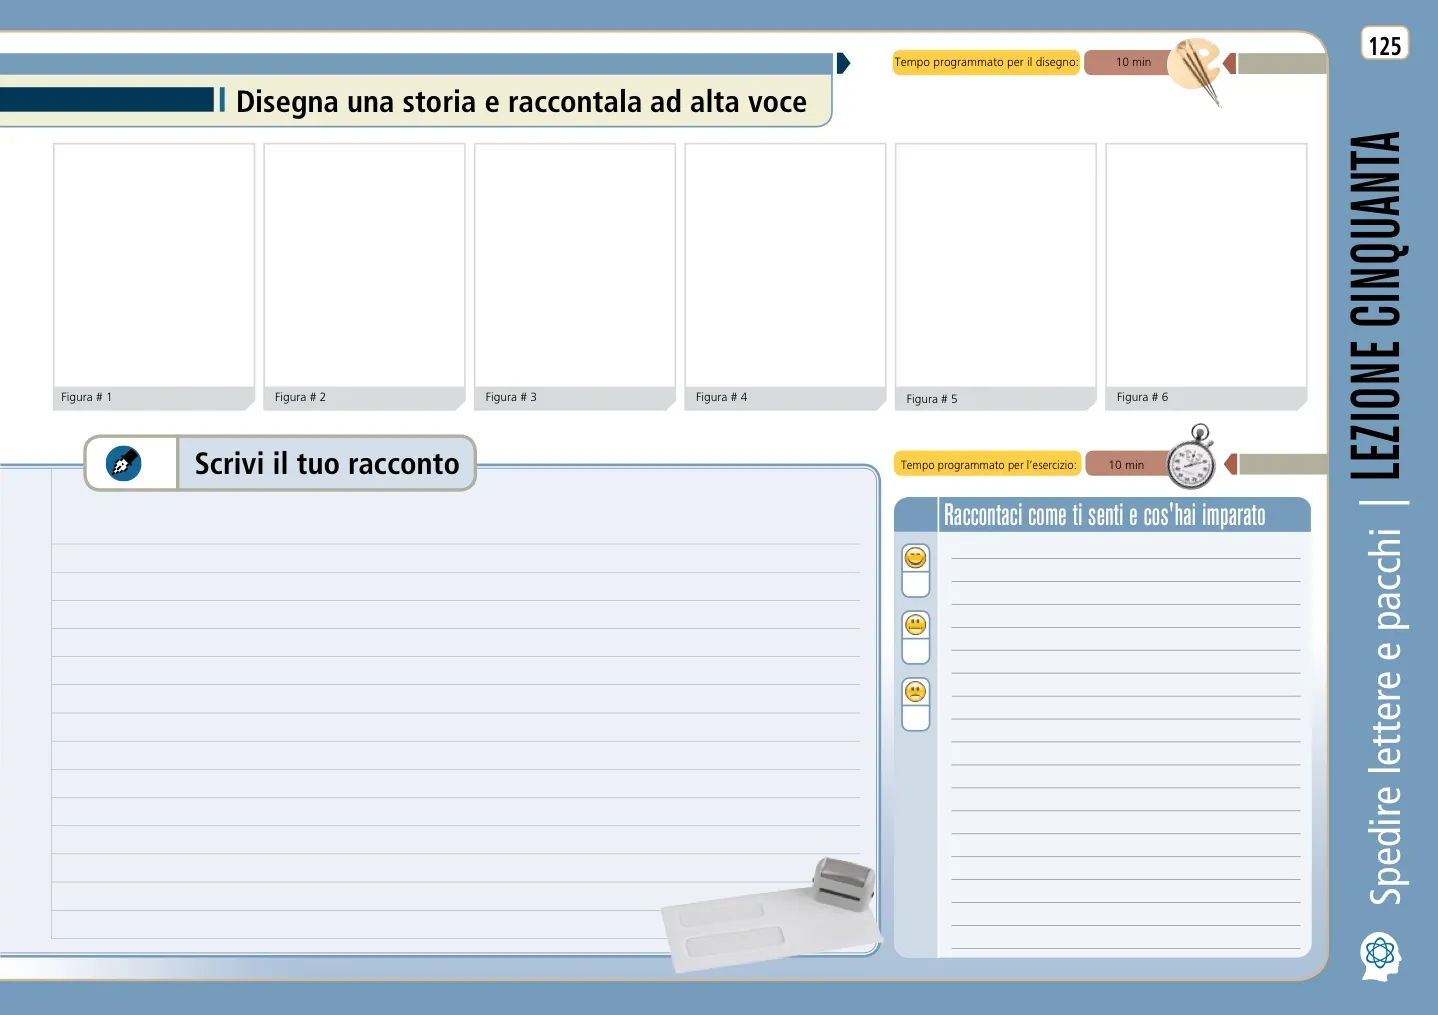 125
Tempo programmato per il disegno:
10 min
Disegna una storia e raccontala ad alta voce
Figura # 1
Figura # 2
Figura # 3
Figura # 4
Figura # 5
Figura # 6
Scrivi il tuo racconto
Tempo programmato per l'esercizio:
10 min
Raccontaci come ti senti e cos'hai imparato
Spedire lettere e pacchi | LEZIONE CINQUANTA